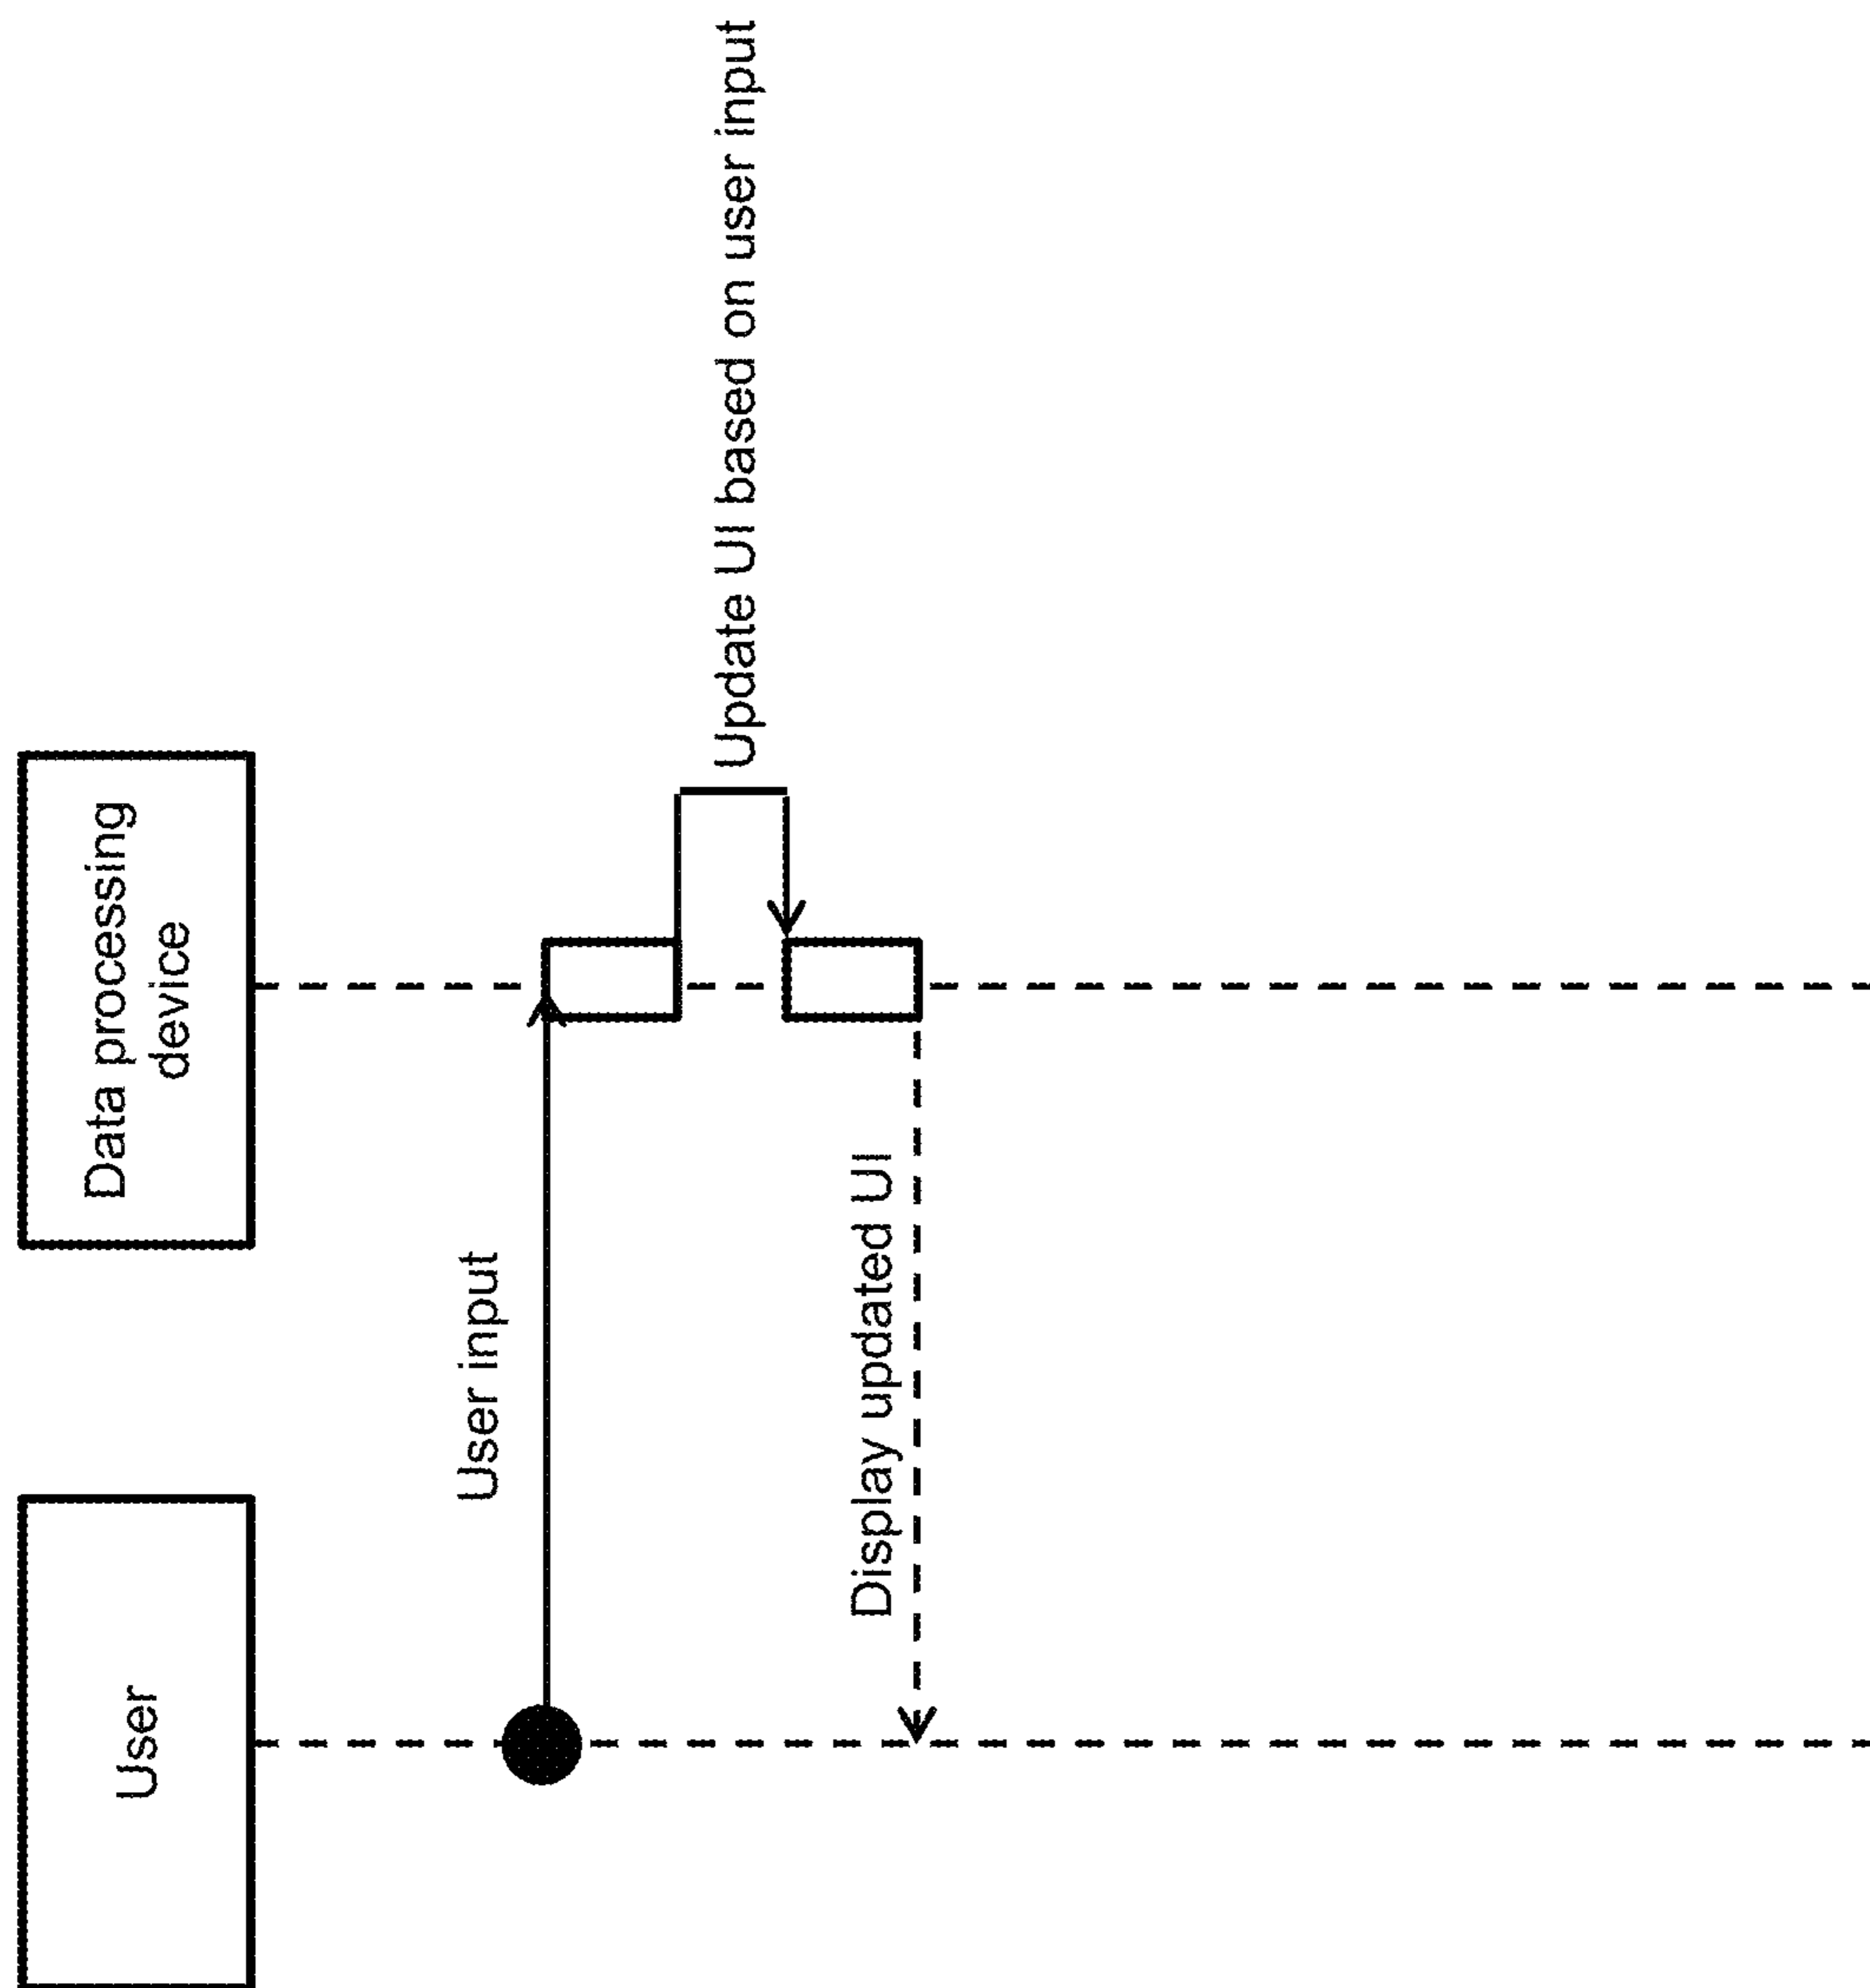 User
Data processing
device
User input
Update UI based on user input
Display updated UI